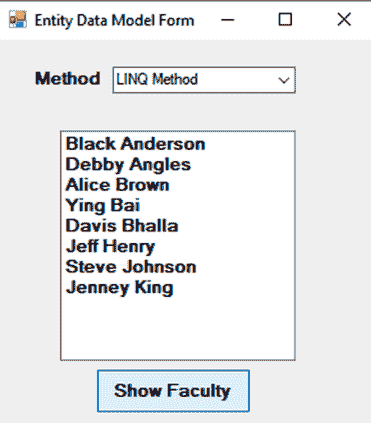 Entity Data Model Form
Method LINQ Method
Black Anderson
Debby Angles
Alice Brown
Ying Bai
Davis Bhalla
Jeff Henry
Steve Johnson
Jenney King
Show Faculty